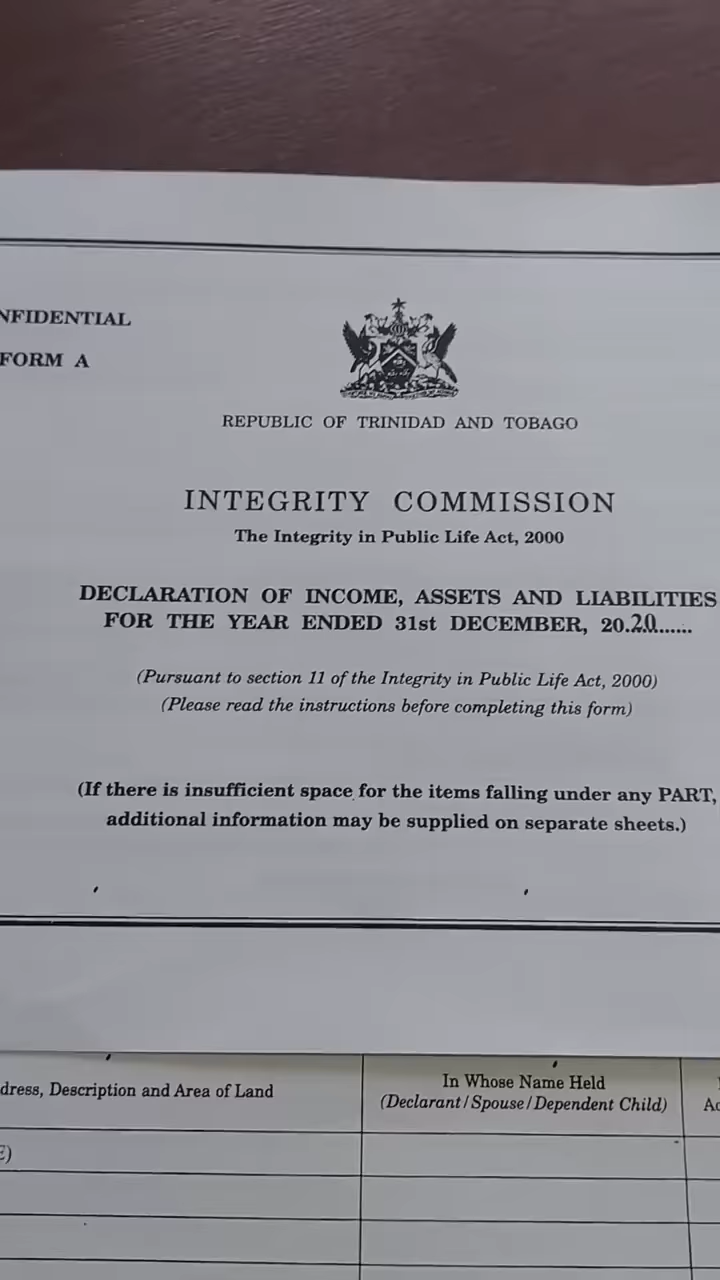 NFIDENTIAL
FORM A
REPUBLIC OF TRINIDAD AND TOBAGO
INTEGRITY COMMISSION
The Integrity in Public Life Act, 2000
DECLARATION OF INCOME, ASSETS AND LIABILITIES
FOR THE YEAR ENDED 31st DECEMBER, 20.20......
(Pursuant to section 11 of the Integrity in Public Life Act, 2000)
(Please read the instructions before completing this form)
(If there is insufficient space for the items falling under any PART,
additional information may be supplied on separate sheets.)
dress, Description and Area of Land
In Whose Name Held
(Declarant/Spouse/Dependent Child)
Ac
E)